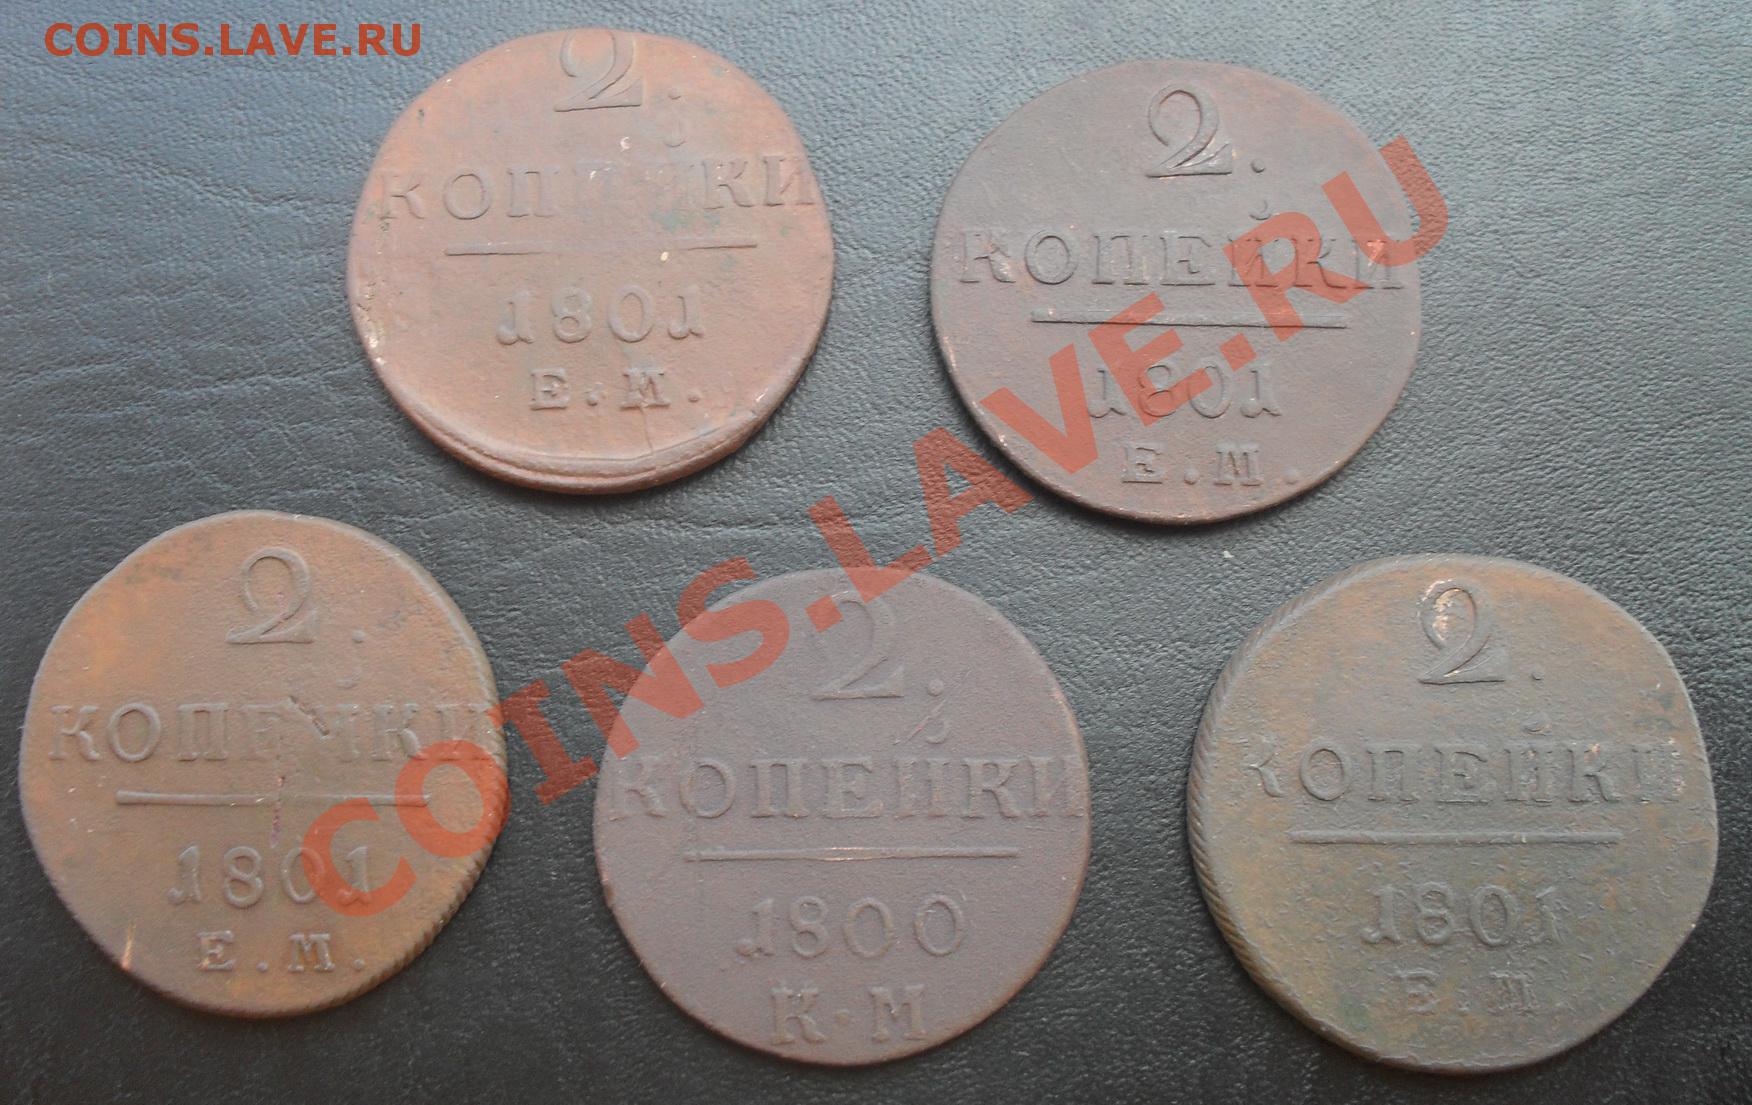 COINS.LAVE.RU
2.
КОПЕЙКИ
1801
Е.М.
2.
КОПЕЙКИ
1801
Е.М.
2.
КОПЕЙКИ
1801
Е.М.
2.
КОПЕЙКИ
1800
К.М
2.
КОПЕЙКИ
1801
Е.М
COINS.LAVE.RU